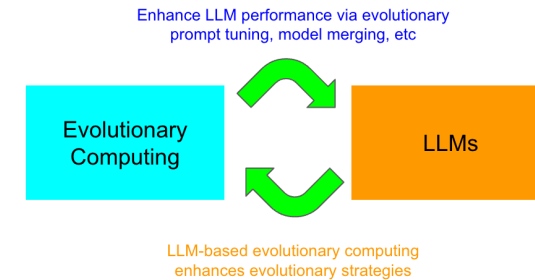 Enhance LLM performance via evolutionary
prompt tuning, model merging, etc
Evolutionary
Computing
LLMs
LLM-based evolutionary computing
enhances evolutionary strategies